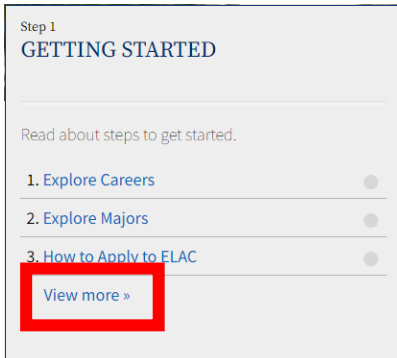 Step 1
GETTING STARTED
Read about steps to get started.
1. Explore Careers
2. Explore Majors
3. How to Apply to ELAC
View more »